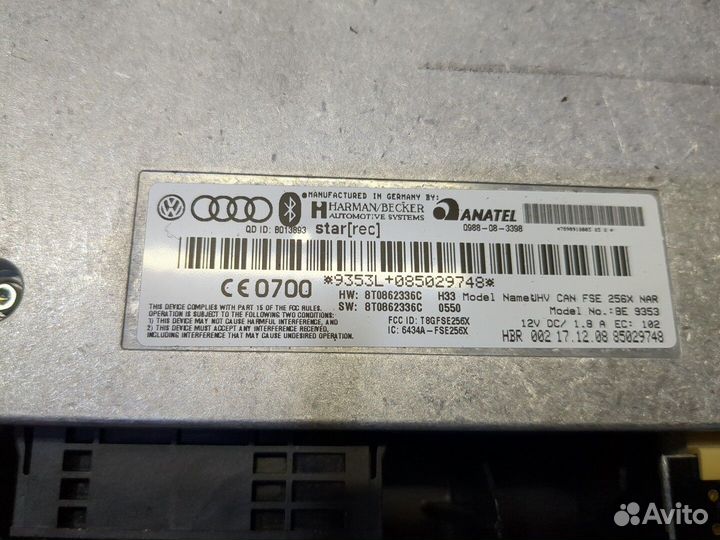 MANUFACTURED IN GERMANY BY:
HARMAN/BECKER
AUTOMOTIVE SYSTEMS
QD ID: B013893 star[rec]
ANATEL
0988-08-3398
CE0700 *9353L+085029748*
HW: 8T0862336C H33 Model Name:UHV CAN FSE 256X NAR
SW: 8T0862336C 0550 Model No.:BE 9353
12V DC/ 1.8 A EC: 102
THIS DEVICE COMPLIES WITH PART 15 OF THE FCC RULES.
OPERATION IS SUBJECT TO THE FOLLOWING TWO CONDITIONS:
1) THIS DEVICE MAY NOT CAUSE HARMFUL INTERFERENCE, AND
2) THIS DEVICE MUST ACCEPT ANY INTERFERENCE RECEIVED,
INCLUDING INTERFERENCE THAT MAY CAUSE UNDESIRED OPERATION.
FCC ID: T8GFSE256X
IC: 6434A-FSE256X
HBR 002 17.12.08 85029748
Avito